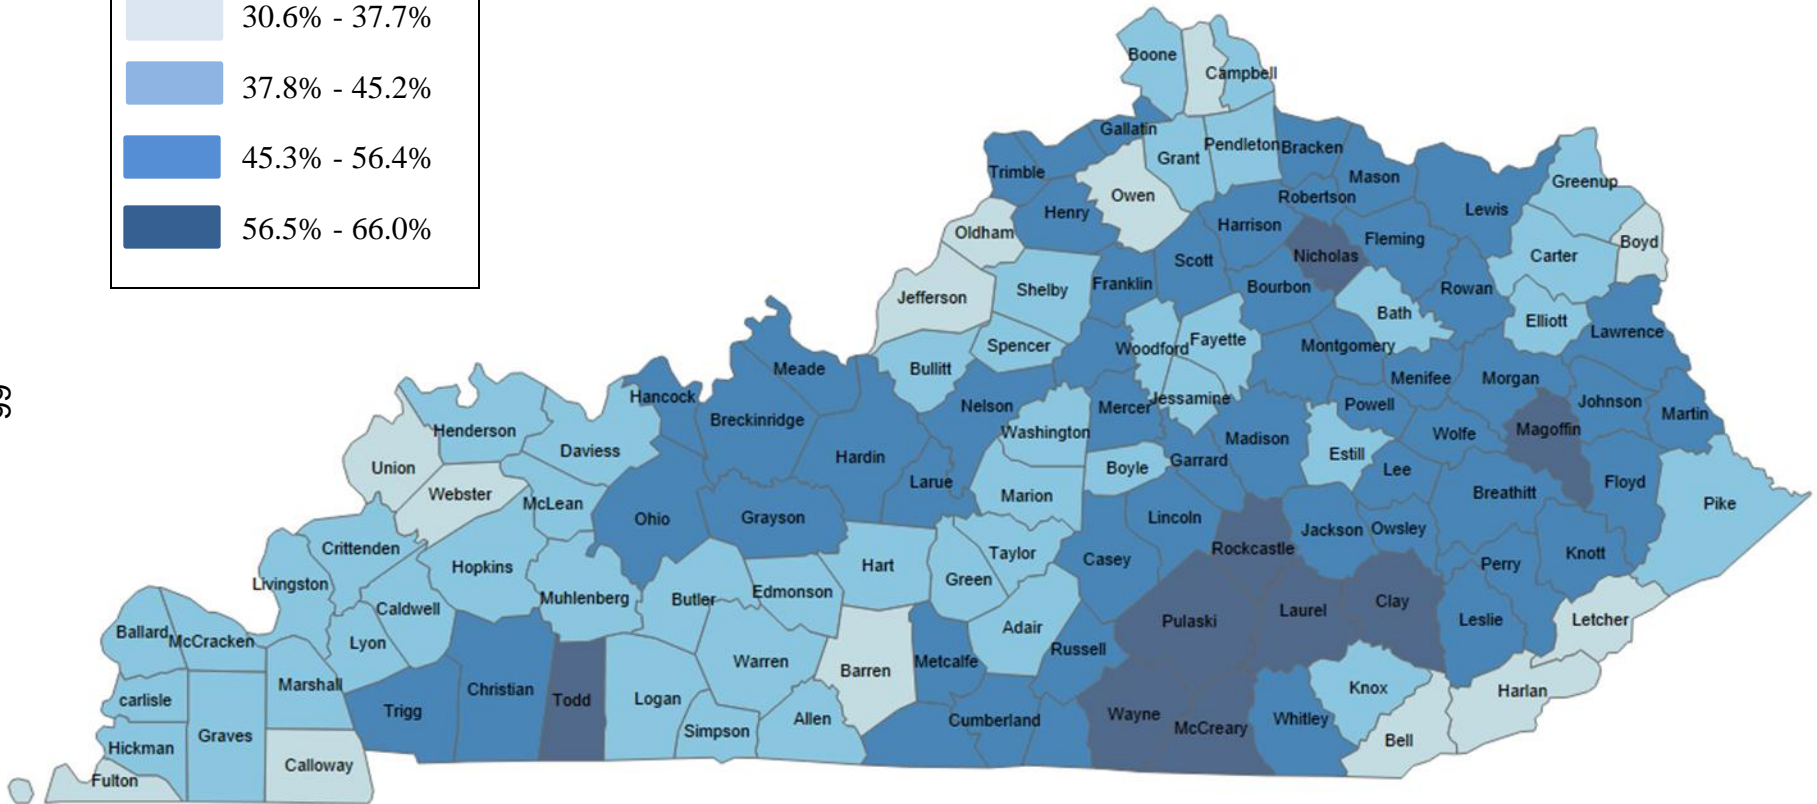 30.6% - 37.7%
37.8% - 45.2%
45.3% - 56.4%
56.5% - 66.0%
Boone
Campbell
Gallatin
Grant
Pendleton
Bracken
Trimble
Owen
Mason
Robertson
Greenup
Henry
Harrison
Lewis
Oldham
Fleming
Boyd
Nicholas
Carter
Scott
Franklin
Shelby
Jefferson
Bourbon
Rowan
Bath
Elliott
Lawrence
Spencer
Woodford
Fayette
Montgomery
Bullitt
Meade
Menifee
Morgan
99
Hancock
Nelson
Mercer
Jessamine
Powell
Johnson
Martin
Breckinridge
Henderson
Washington
Madison
Wolfe
Magoffin
Daviess
Hardin
Estill
Garrard
Union
Boyle
Lee
Larue
Floyd
Webster
McLean
Marion
Breathitt
Pike
Ohio
Grayson
Lincoln
Jackson
Owsley
Crittenden
Taylor
Casey
Rockcastle
Knott
Hopkins
Hart
Green
Perry
Livingston
Edmonson
Muhlenberg
Butler
Caldwell
Clay
Laurel
Pulaski
Leslie
Letcher
Ballard
McCracken
Lyon
Adair
Russell
Warren
Barren
Metcalfe
Marshall
Christian
Knox
Harlan
carlisle
Todd
Logan
Trigg
Allen
Cumberland
Wayne
McCreary
Whitley
Simpson
Graves
Hickman
Bell
Calloway
Fulton